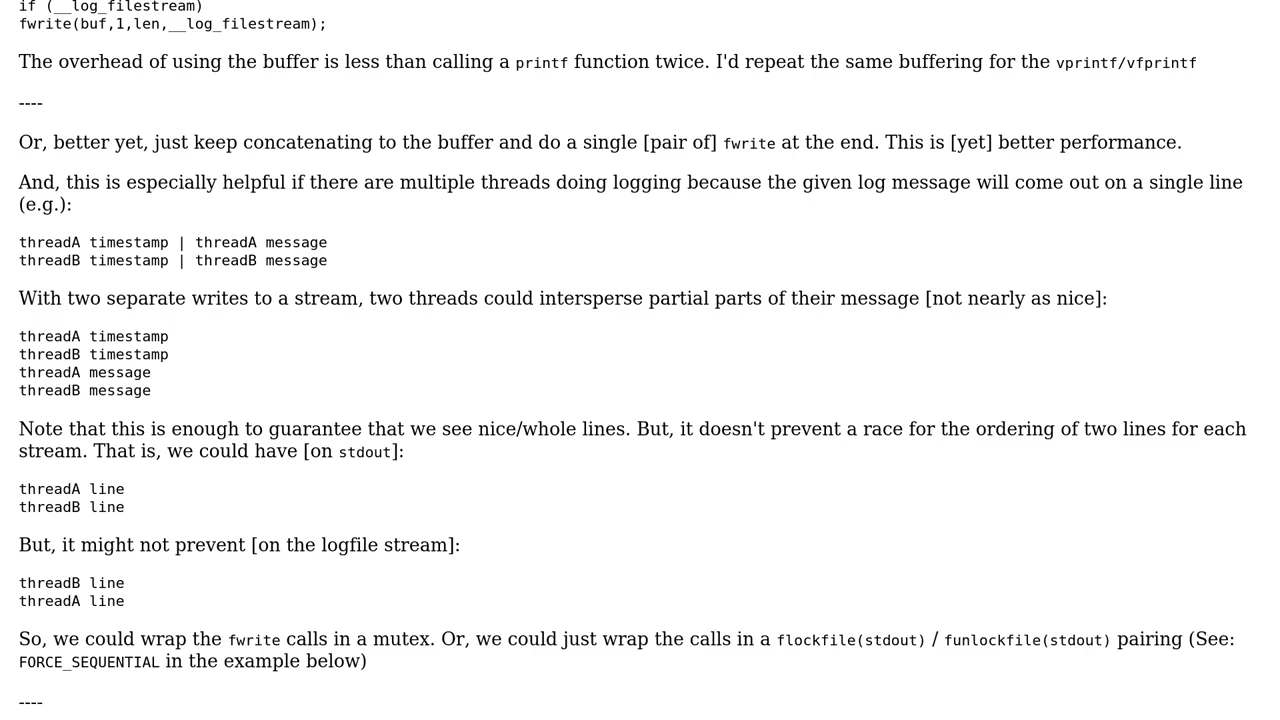 if (__log_filestream)
fwrite(buf,1,len,__log_filestream);
The overhead of using the buffer is less than calling a printf function twice. I'd repeat the same buffering for the vprintf/vfprintf
----
Or, better yet, just keep concatenating to the buffer and do a single [pair of] fwrite at the end. This is [yet] better performance.
And, this is especially helpful if there are multiple threads doing logging because the given log message will come out on a single line
(e.g.):
threadA timestamp | threadA message
threadB timestamp | threadB message
With two separate writes to a stream, two threads could intersperse partial parts of their message [not nearly as nice]:
threadA timestamp
threadB timestamp
threadA message
threadB message
Note that this is enough to guarantee that we see nice/whole lines. But, it doesn't prevent a race for the ordering of two lines for each
stream. That is, we could have [on stdout]:
threadA line
threadB line
But, it might not prevent [on the logfile stream]:
threadB line
threadA line
So, we could wrap the fwrite calls in a mutex. Or, we could just wrap the calls in a flockfile(stdout) / funlockfile(stdout) pairing (See:
FORCE_SEQUENTIAL in the example below)
----